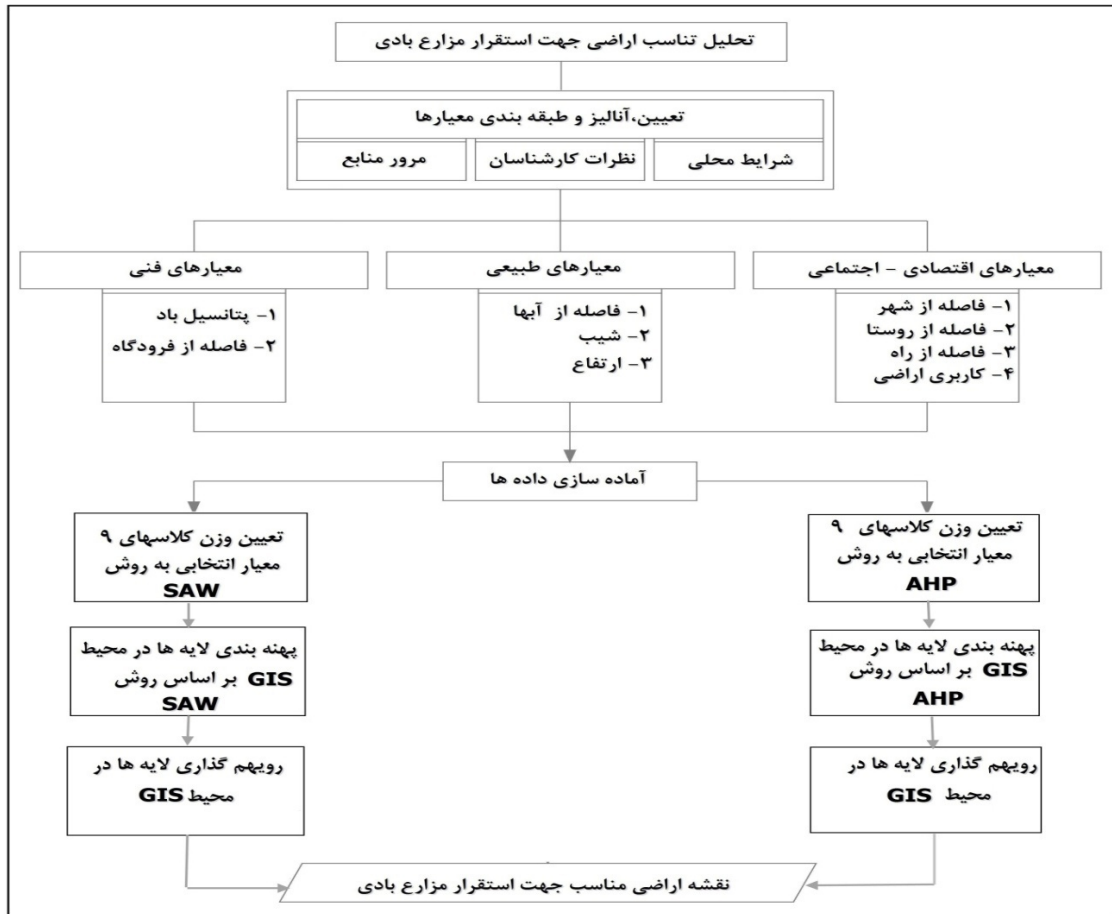 تحلیل تناسب اراضی جهت استقرار مزارع بادی
تعیین،آنالیز و طبقه بندی معیارها
شرایط محلی
نظرات کارشناسان
مرور منابع
معیارهای اقتصادی - اجتماعی
۱- فاصله از شهر
۲- فاصله از روستا
۳- فاصله از راه
۴- کاربری اراضی
معیارهای طبیعی
۱- فاصله از آبها
۲- شیب
۳- ارتفاع
معیارهای فنی
۱- پتانسیل باد
۲- فاصله از فرودگاه
آماده سازی داده ها
تعیین وزن کلاسهای ۹
معیار انتخابی به روش
AHP
پهنه بندی لایه ها در محیط
GIS بر اساس روش
AHP
رویهم گذاری لایه ها در
محیط GIS
تعیین وزن کلاسهای ۹
معیار انتخابی به روش
SAW
پهنه بندی لایه ها در محیط
GIS بر اساس روش
SAW
رویهم گذاری لایه ها در
محیط GIS
نقشه اراضی مناسب جهت استقرار مزارع بادی